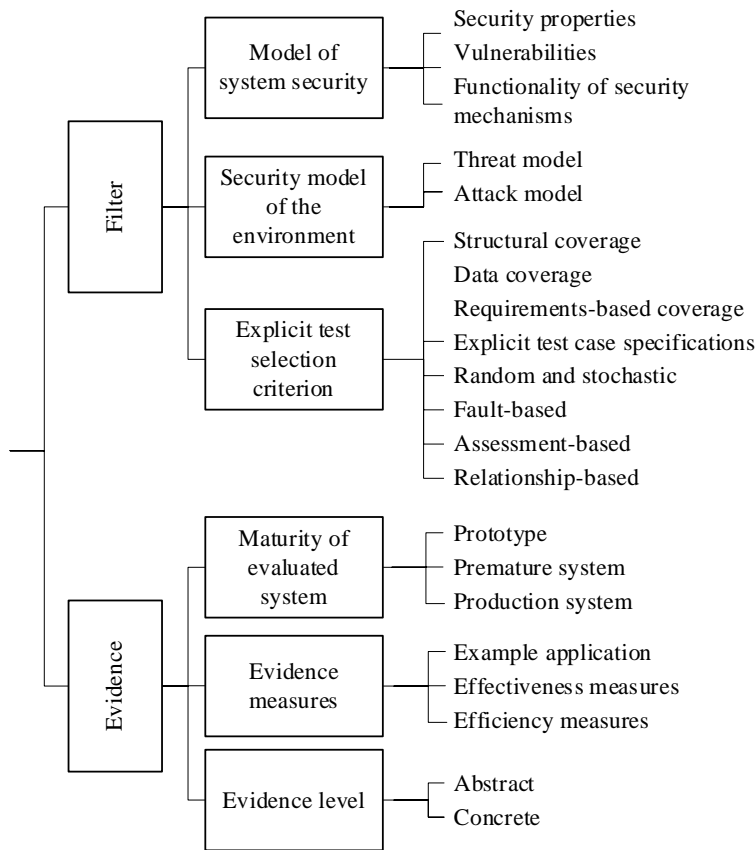 Filter
Model of
system security
Security properties
Vulnerabilities
Functionality of security
mechanisms
Security model
of the
environment
Threat model
Attack model
Explicit test
selection
criterion
Structural coverage
Data coverage
Requirements-based coverage
Explicit test case specifications
Random and stochastic
Fault-based
Assessment-based
Relationship-based
Evidence
Maturity of
evaluated
system
Prototype
Premature system
Production system
Evidence
measures
Example application
Effectiveness measures
Efficiency measures
Evidence level
Abstract
Concrete